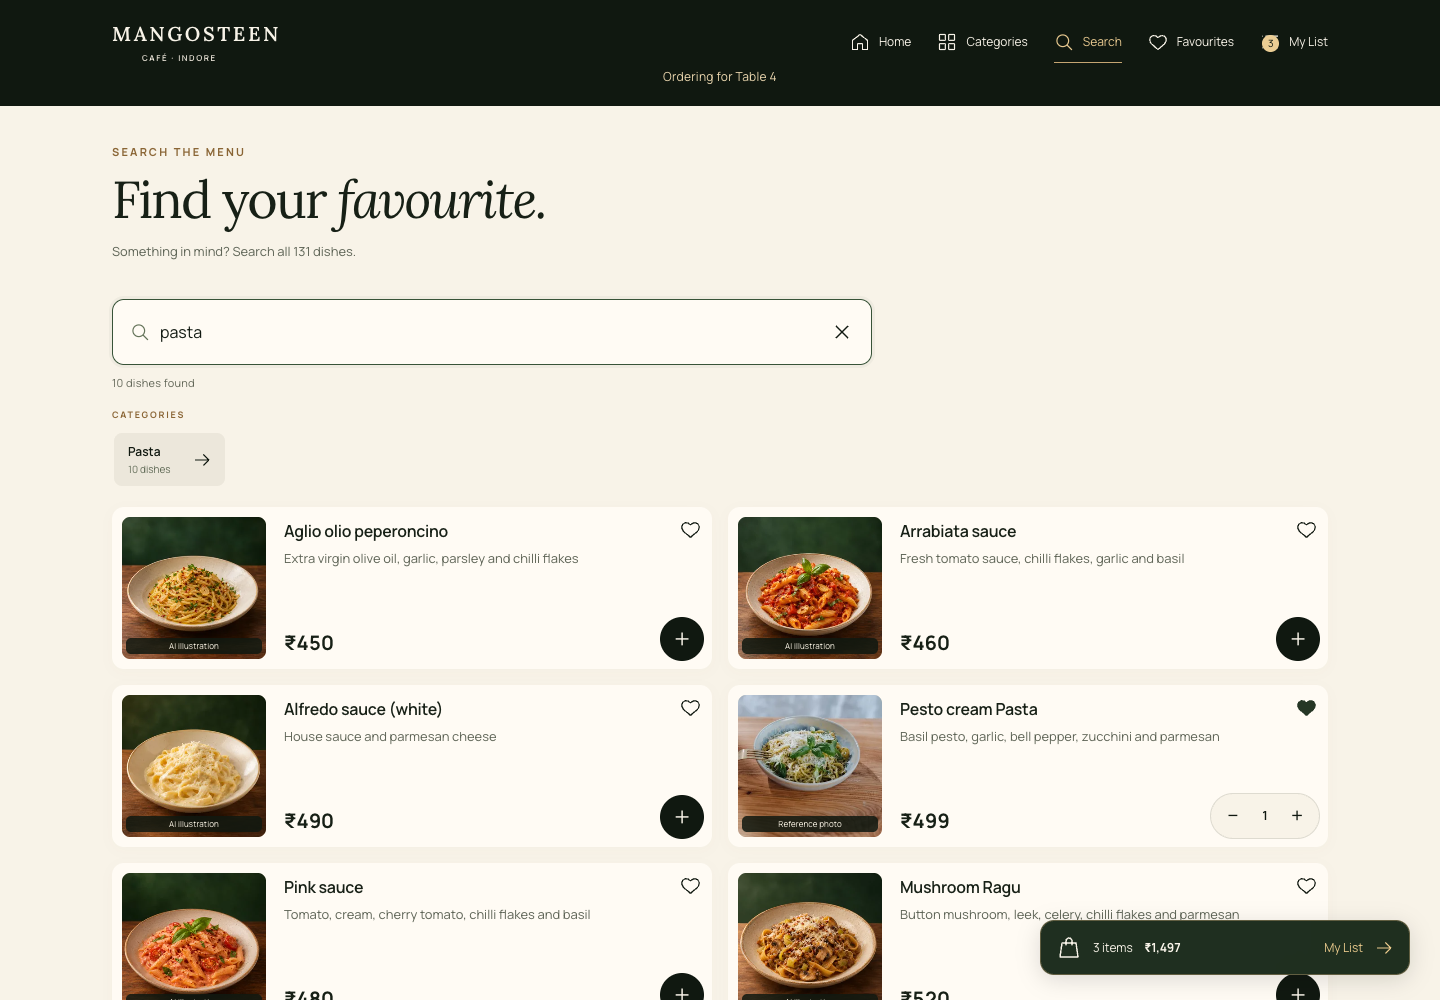 MANGOSTEEN
CAFÉ · INDORE
Home
Categories
Search
Favourites
3
My List
Ordering for Table 4
SEARCH THE MENU
Find your favourite.
Something in mind? Search all 131 dishes.
pasta
10 dishes found
CATEGORIES
Pasta
10 dishes
Aglio olio peperoncino
Extra virgin olive oil, garlic, parsley and chilli flakes
AI illustration
₹450
Arrabiata sauce
Fresh tomato sauce, chilli flakes, garlic and basil
AI illustration
₹460
Alfredo sauce (white)
House sauce and parmesan cheese
AI illustration
₹490
Pesto cream Pasta
Basil pesto, garlic, bell pepper, zucchini and parmesan
Reference photo
₹499
1
Pink sauce
Tomato, cream, cherry tomato, chilli flakes and basil
₹480
Mushroom Ragu
Button mushroom, leek, celery, chilli flakes and parmesan
₹520
3 items ₹1,497
My List